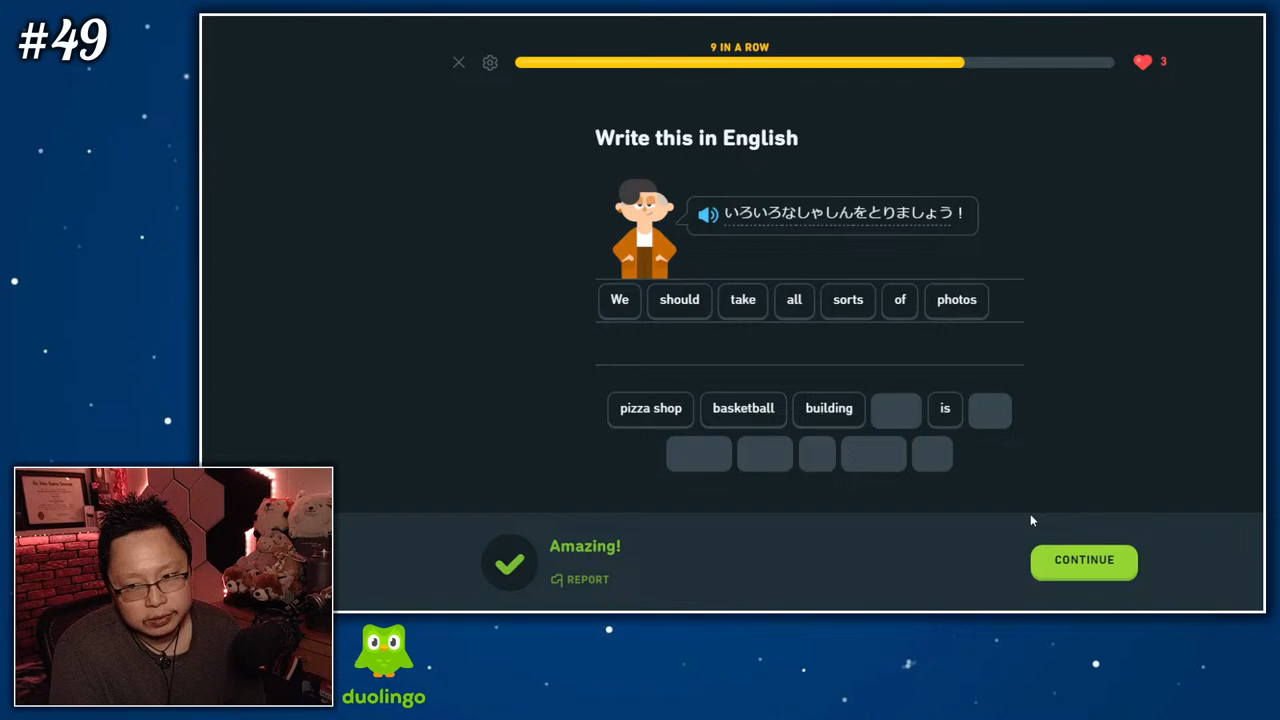 #49
9 IN A ROW
3
Write this in English
いろいろなしゃしんをとりましょう！
We should take all sorts of photos
pizza shop basketball building is
Amazing!
REPORT
CONTINUE
duolingo